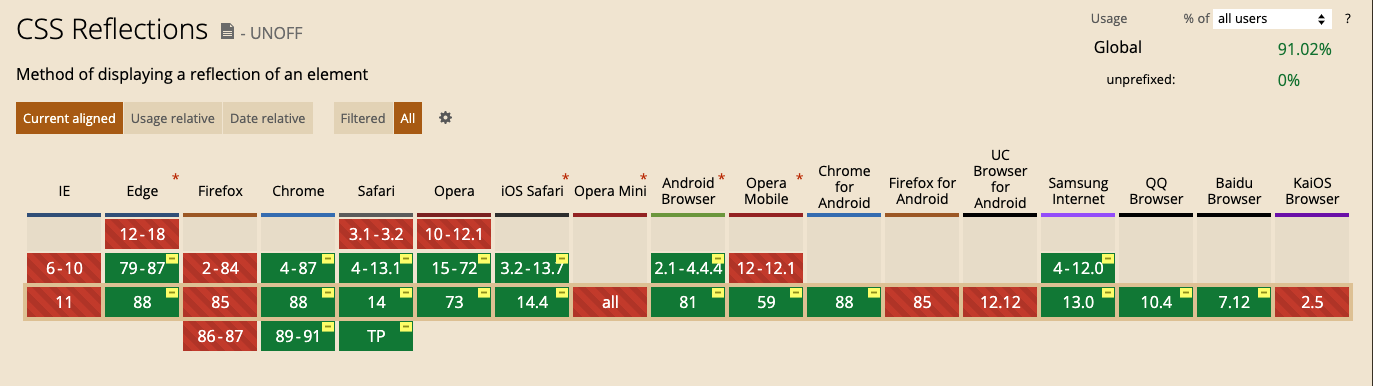 CSS Reflections - UNOFF
Usage % of all users ?
Global 91.02%
unprefixed: 0%
Method of displaying a reflection of an element
Current aligned Usage relative Date relative Filtered All
IE Edge * Firefox Chrome Safari Opera iOS Safari * Opera Mini * Android Browser * Opera Mobile * Chrome for Android Firefox for Android UC Browser for Android Samsung Internet QQ Browser Baidu Browser KaiOS Browser
12-18 3.1-3.2 10-12.1
6-10 79-87 2-84 4-87 4-13.1 15-72 3.2-13.7 2.1-4.4.4 12-12.1 4-12.0
11 88 85 88 14 73 14.4 all 81 59 88 85 12.12 13.0 10.4 7.12 2.5
86-87 89-91 TP